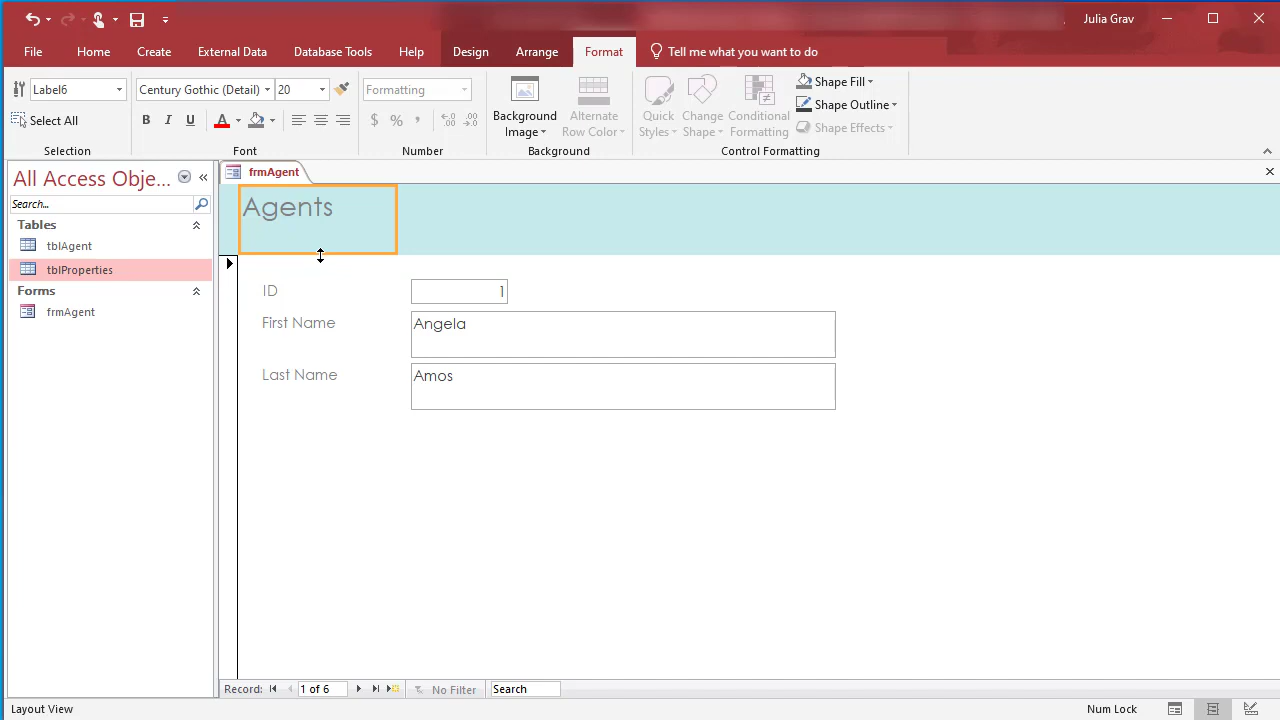 Julia Grav
File Home Create External Data Database Tools Help Design Arrange Format Tell me what you want to do
Label6 Century Gothic (Detail) 20 Formatting Shape Fill
Select All B I U A $ % , Background Image Alternate Row Color Quick Styles Change Shape Conditional Formatting Shape Outline
Shape Effects
Selection Font Number Background Control Formatting
All Access Obje... frmAgent
Search... Agents
Tables
tblAgent
tblProperties
Forms ID 1
frmAgent First Name Angela
Last Name Amos
Record: 1 of 6 No Filter Search
Layout View Num Lock